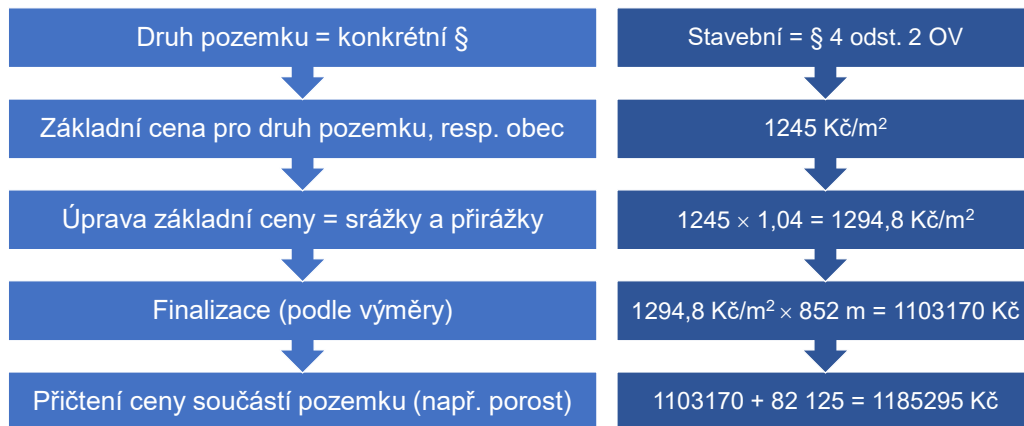 Druh pozemku = konkrétní §
Stavební = § 4 odst. 2 OV
Základní cena pro druh pozemku, resp. obec
1245 Kč/m²
Úprava základní ceny = srážky a přirážky
1245 × 1,04 = 1294,8 Kč/m²
Finalizace (podle výměry)
1294,8 Kč/m² × 852 m = 1103170 Kč
Přičtení ceny součástí pozemku (např. porost)
1103170 + 82 125 = 1185295 Kč